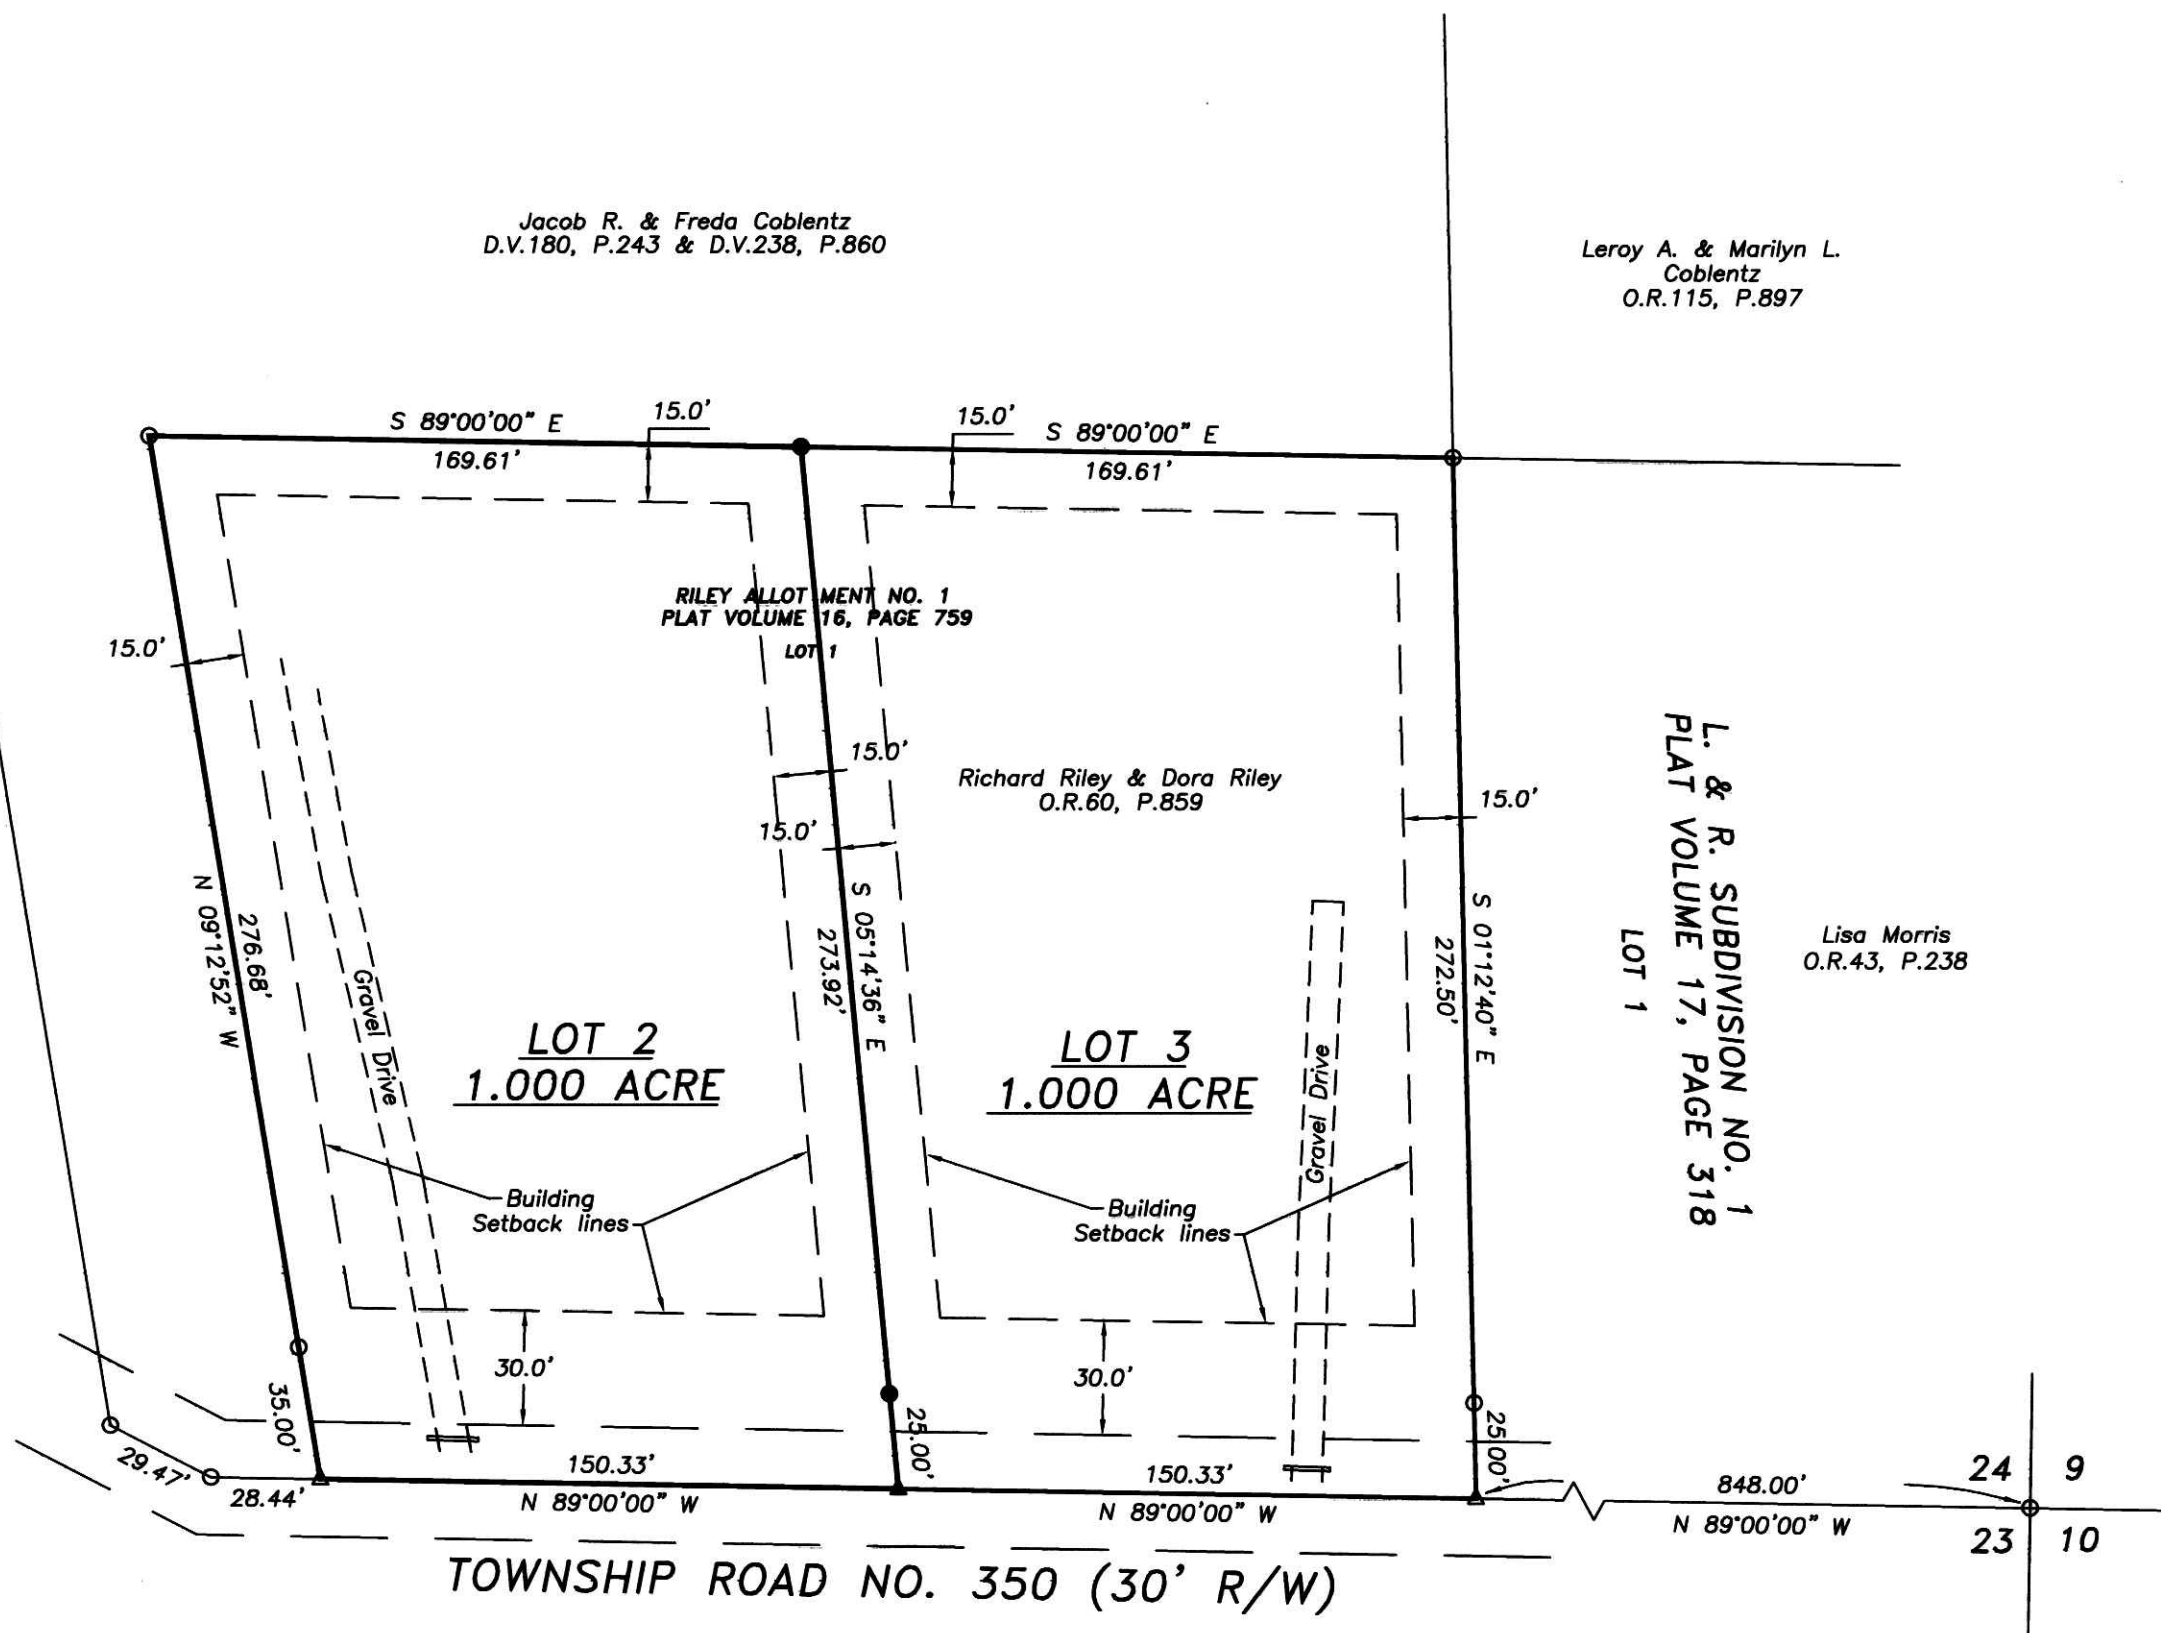 Jacob R. & Freda Coblentz
D.V.180, P.243 & D.V.238, P.860
Leroy A. & Marilyn L.
Coblentz
O.R.115, P.897
S 89°00'00" E
169.61'
15.0'
15.0'
S 89°00'00" E
169.61'
RILEY ALLOTMENT NO. 1
PLAT VOLUME 16, PAGE 759
LOT 1
15.0'
15.0'
15.0'
Richard Riley & Dora Riley
O.R.60, P.859
15.0'
L. & R. SUBDIVISION NO. 1
PLAT VOLUME 17, PAGE 318
LOT 1
Lisa Morris
O.R.43, P.238
N 09°12'52" W
276.68'
Gravel Drive
S 05°14'36" E
273.92'
S 01°12'40" E
272.50'
LOT 2
1.000 ACRE
LOT 3
1.000 ACRE
Gravel Drive
Building
Setback lines
Building
Setback lines
30.0'
30.0'
35.00'
25.00'
25.00'
29.47'
28.44'
150.33'
N 89°00'00" W
150.33'
N 89°00'00" W
848.00'
N 89°00'00" W
24 9
23 10
TOWNSHIP ROAD NO. 350 (30' R/W)